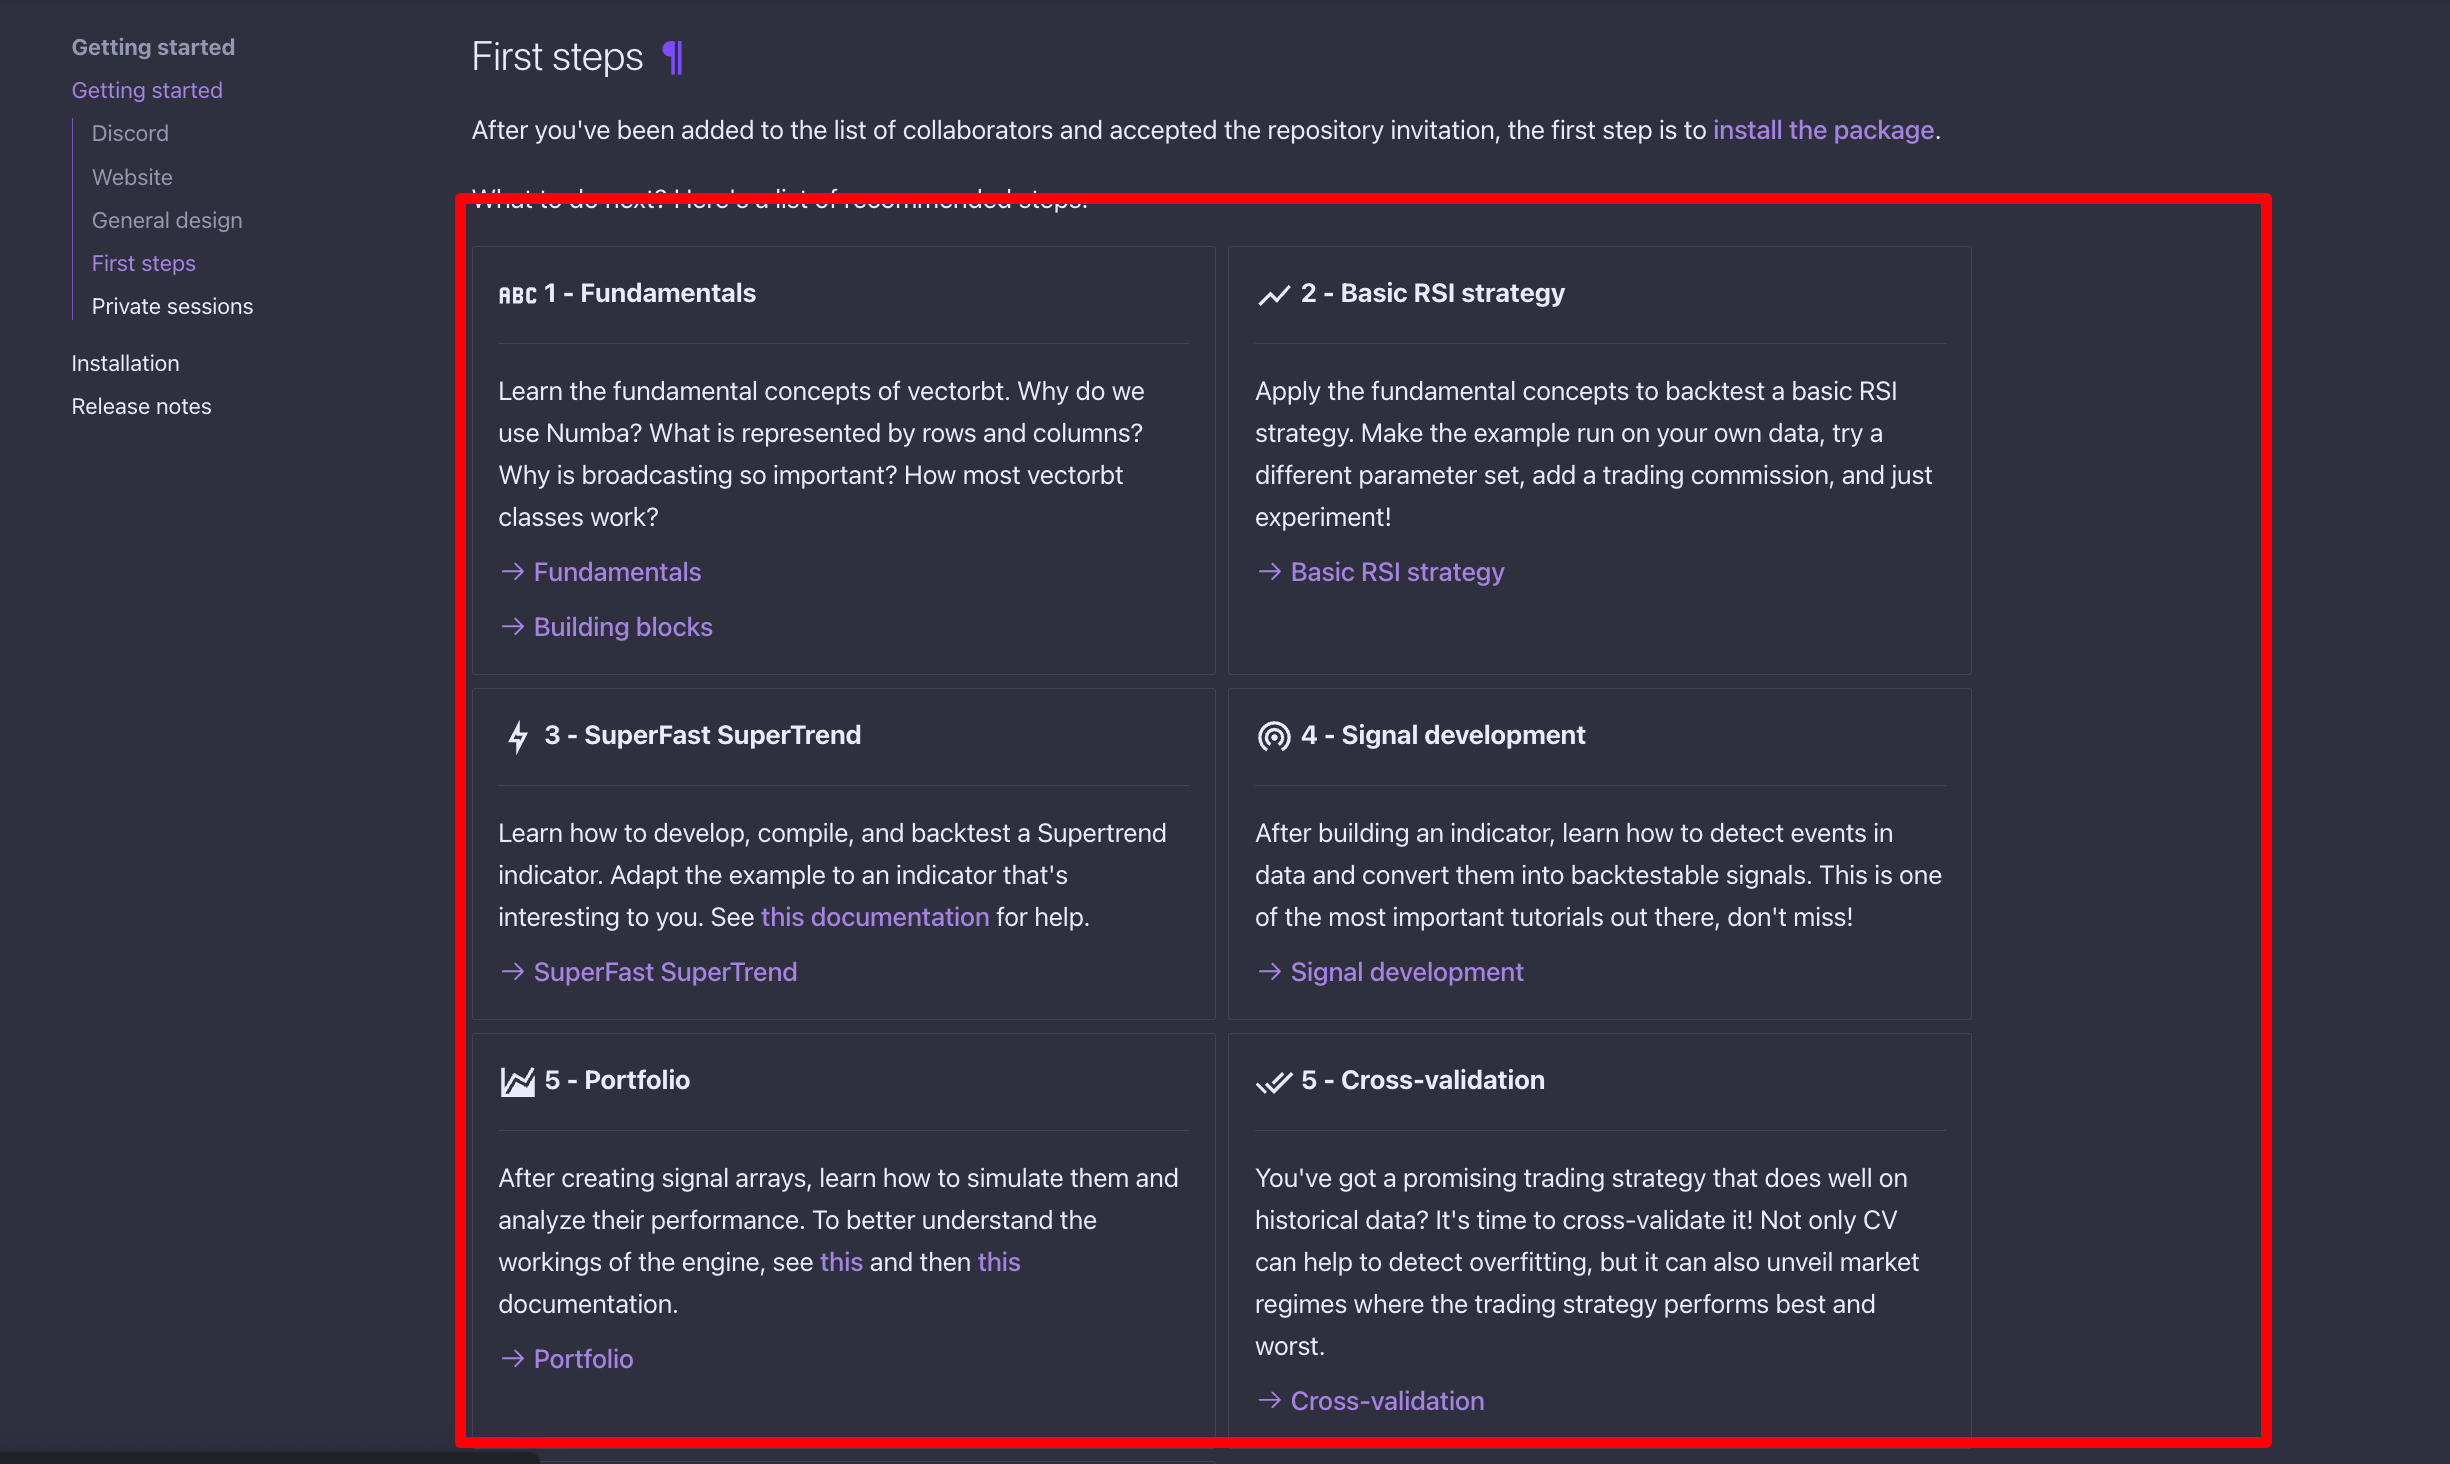 Getting started
Getting started
Discord
Website
General design
First steps
Private sessions
Installation
Release notes
First steps ¶
After you've been added to the list of collaborators and accepted the repository invitation, the first step is to install the package.
What to do next? Here's a list of recommended steps:
ABC 1 - Fundamentals
Learn the fundamental concepts of vectorbt. Why do we
use Numba? What is represented by rows and columns?
Why is broadcasting so important? How most vectorbt
classes work?
→ Fundamentals
→ Building blocks
2 - Basic RSI strategy
Apply the fundamental concepts to backtest a basic RSI
strategy. Make the example run on your own data, try a
different parameter set, add a trading commission, and just
experiment!
→ Basic RSI strategy
3 - SuperFast SuperTrend
Learn how to develop, compile, and backtest a Supertrend
indicator. Adapt the example to an indicator that's
interesting to you. See this documentation for help.
→ SuperFast SuperTrend
4 - Signal development
After building an indicator, learn how to detect events in
data and convert them into backtestable signals. This is one
of the most important tutorials out there, don't miss!
→ Signal development
5 - Portfolio
After creating signal arrays, learn how to simulate them and
analyze their performance. To better understand the
workings of the engine, see this and then this
documentation.
→ Portfolio
5 - Cross-validation
You've got a promising trading strategy that does well on
historical data? It's time to cross-validate it! Not only CV
can help to detect overfitting, but it can also unveil market
regimes where the trading strategy performs best and
worst.
→ Cross-validation